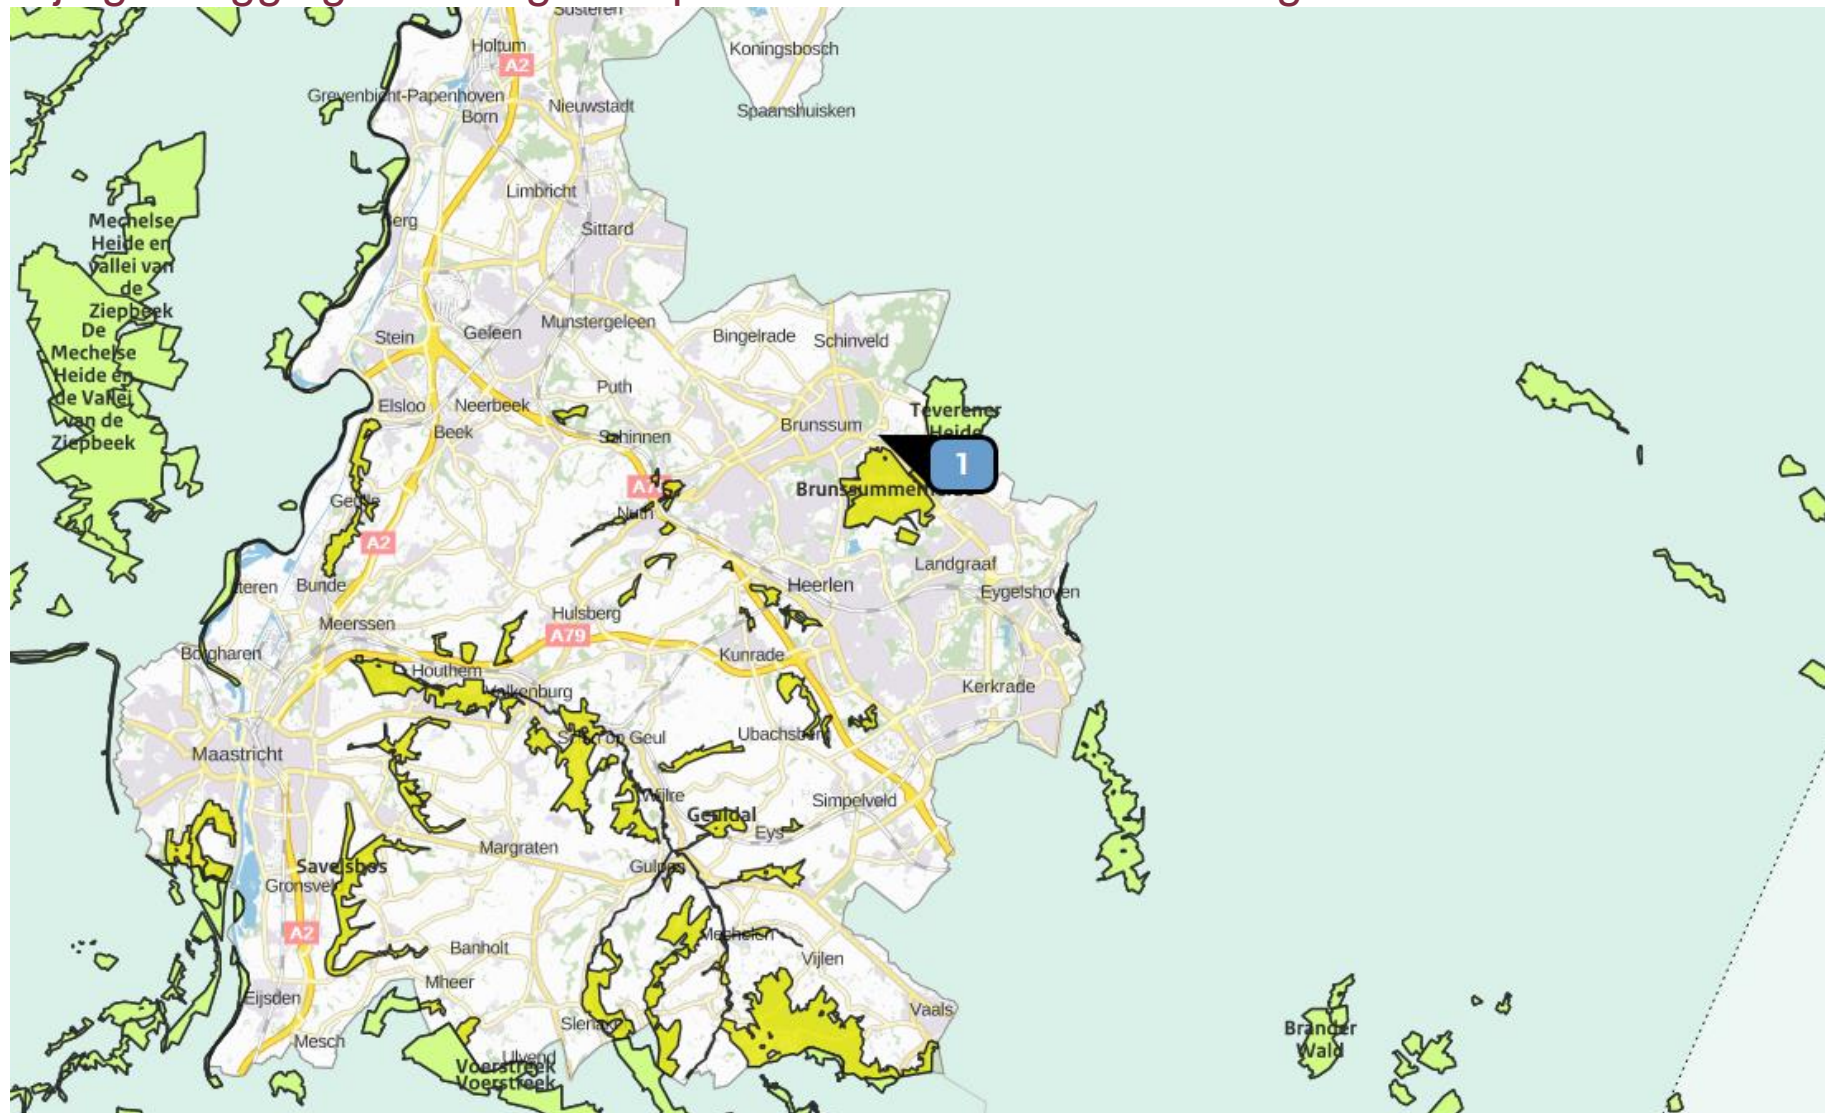 Susteren
Holtum
A2
Koningsbosch
Grevenbicht-Papenhoven
Born
Nieuwstadt
Spaanshuisken
Limbricht
Sittard
Mechelse
Heide en
vallei van
de
Ziepbeek
De
Mechelse
Heide en
de Vallei
van de
Ziepbeek
Stein
Geleen
Munstergeleen
Bingelrade
Schinveld
Puth
Elsloo
Neerbeek
Beek
Schinnen
Brunssum
Teverener
Heide
1
Geulle
Nuth
A2
Landgraaf
Bunde
Heerlen
Eygelshoven
Hulsberg
Meerssen
A79
Borgharen
Houthem
Kunrade
Valkenburg
Kerkrade
Maastricht
Ubachsberg
Wijlre
Simpelveld
Geuldal
Eys
Margraten
Savelsbos
Gronsveld
Gulpen
A2
Banholt
Mechelen
Vijlen
Mheer
Eijsden
Slenaken
Vaals
Mesch
Ulvend
Voerstreek
Voerstreek
Brander
Wald